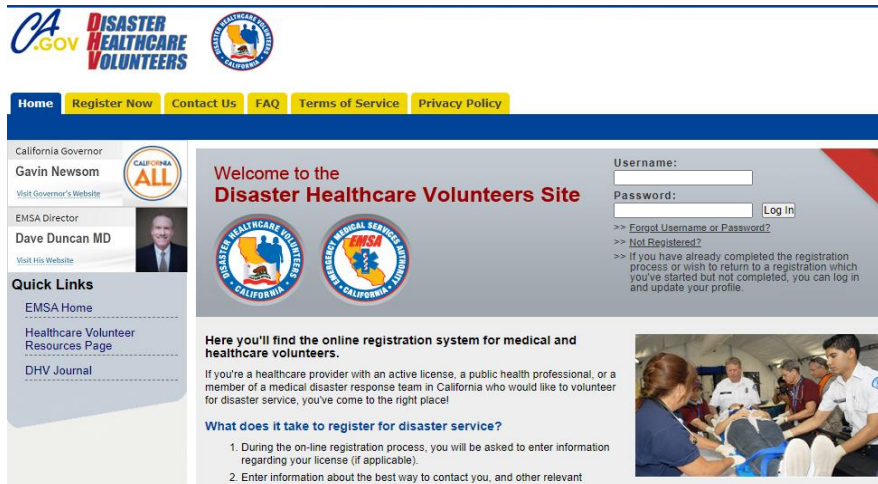 CA
.GOV
DISASTER
HEALTHCARE
VOLUNTEERS
DISASTER HEALTHCARE VOLUNTEERS
• CALIFORNIA •
Home
Register Now
Contact Us
FAQ
Terms of Service
Privacy Policy
California Governor
Gavin Newsom
Visit Governor's Website
CALIFORNIA
ALL
EMSA Director
Dave Duncan MD
Visit His Website
Quick Links
EMSA Home
Healthcare Volunteer
Resources Page
DHV Journal
Welcome to the
Disaster Healthcare Volunteers Site
DISASTER HEALTHCARE VOLUNTEERS
• CALIFORNIA •
EMERGENCY MEDICAL SERVICES AUTHORITY
EMSA
• CALIFORNIA •
Username:
Password:
Log In
>> Forgot Username or Password?
>> Not Registered?
>> If you have already completed the registration
process or wish to return to a registration which
you've started but not completed, you can log in
and update your profile.
Here you'll find the online registration system for medical and
healthcare volunteers.
If you're a healthcare provider with an active license, a public health professional, or a
member of a medical disaster response team in California who would like to volunteer
for disaster service, you've come to the right place!
What does it take to register for disaster service?
1. During the on-line registration process, you will be asked to enter information
regarding your license (if applicable).
2. Enter information about the best way to contact you, and other relevant